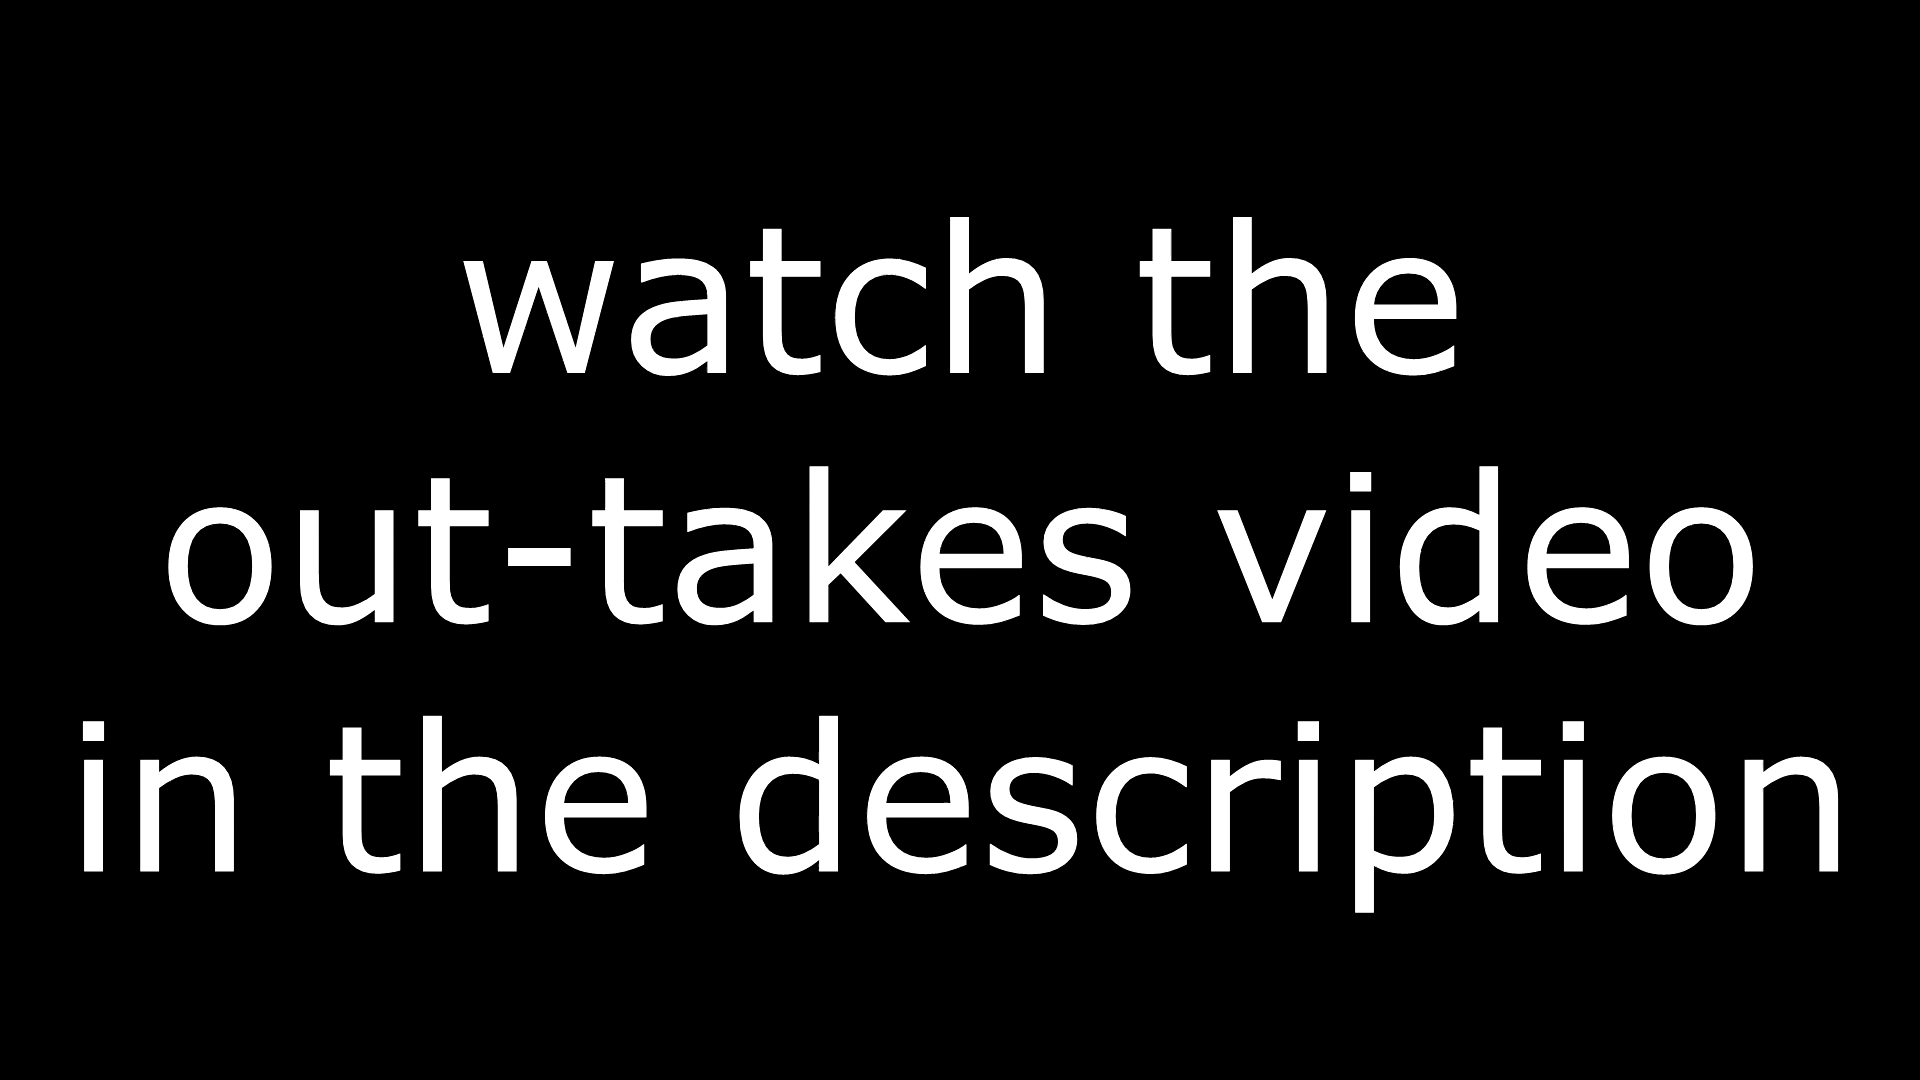 watch the
out-takes video
in the description